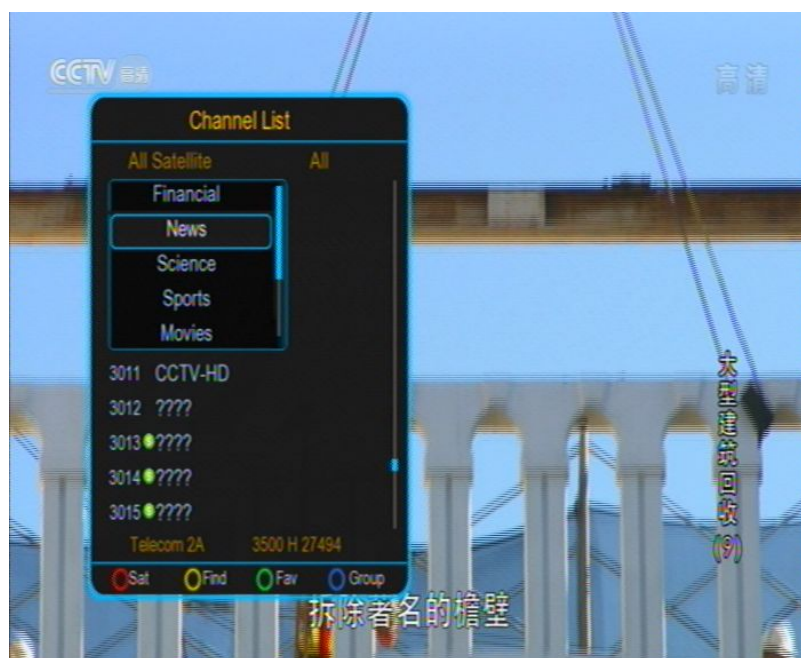 CCTV 高清
高清
Channel List
All Satellite All
Financial
News
Science
Sports
Movies
3011 CCTV-HD
3012 ????
3013 ????
3014 ????
3015 ????
Telecom 2A 3500 H 27494
Sat Find Fav Group
大型建筑回收(9)
拆除著名的檐壁